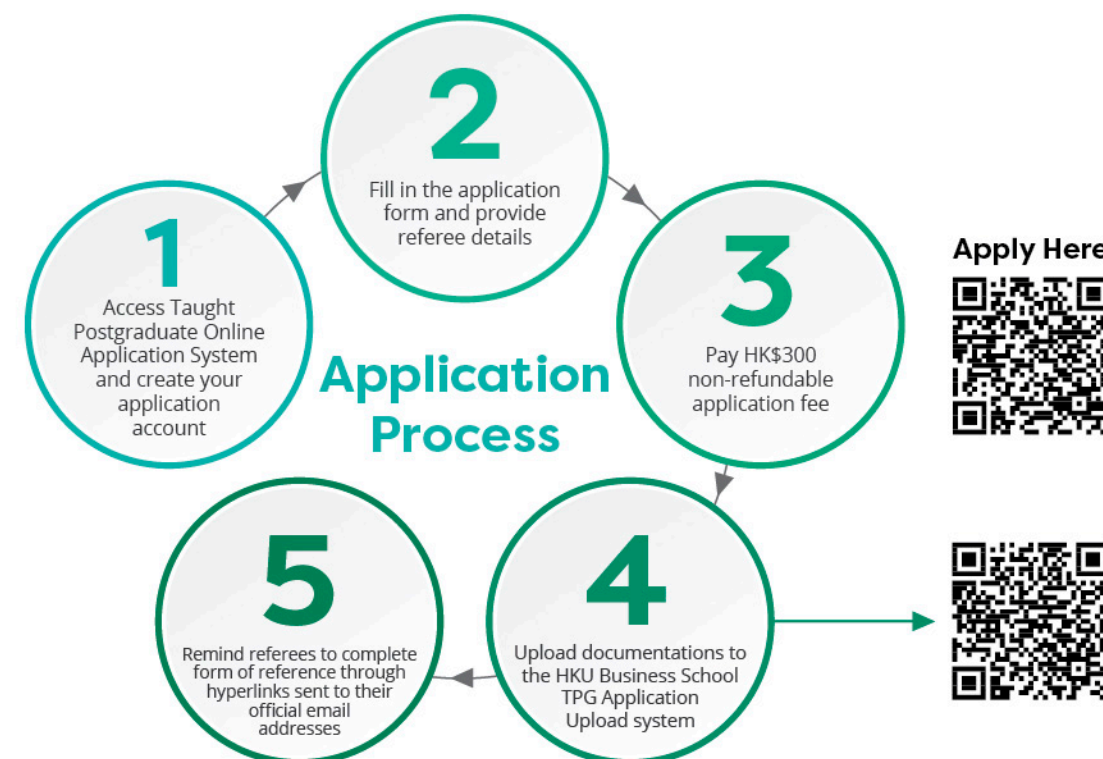 1
Access Taught
Postgraduate Online
Application System
and create your
application
account
2
Fill in the application
form and provide
referee details
3
Pay HK$300
non-refundable
application fee
Application
Process
4
Upload documentations to
the HKU Business School
TPG Application
Upload system
5
Remind referees to complete
form of reference through
hyperlinks sent to their
official email
addresses
Apply Here